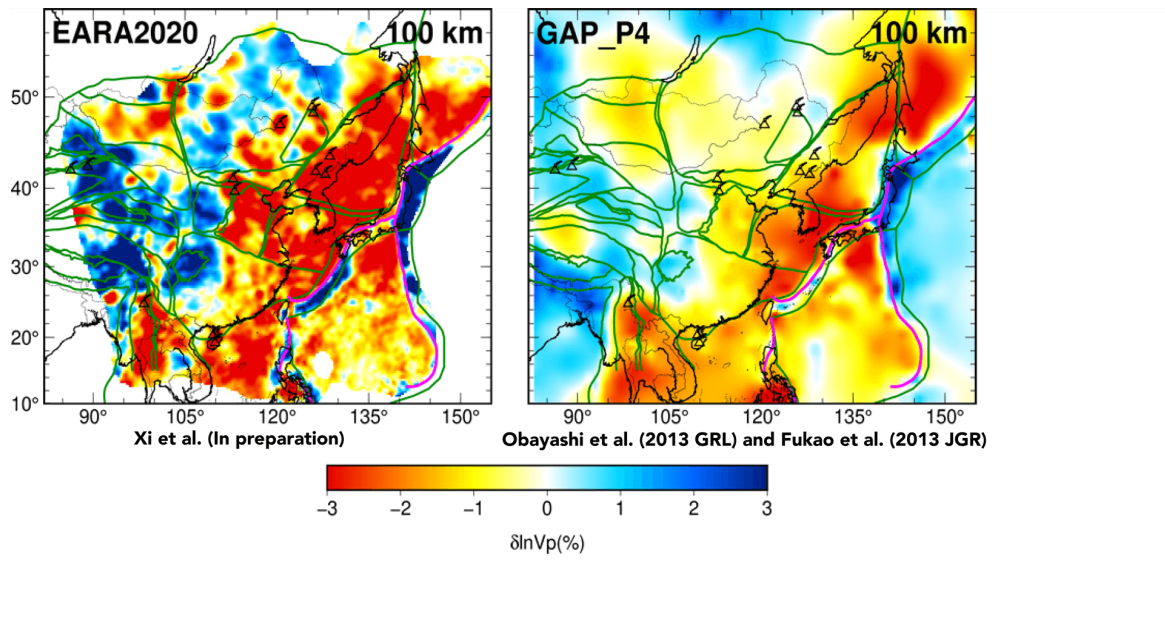 EARA2020 100 km
GAP_P4 100 km
50°
40°
30°
20°
10°
90° 105° 120° 135° 150°
90° 105° 120° 135° 150°
Xi et al. (In preparation)
Obayashi et al. (2013 GRL) and Fukao et al. (2013 JGR)
−3 −2 −1 0 1 2 3
δlnVp(%)